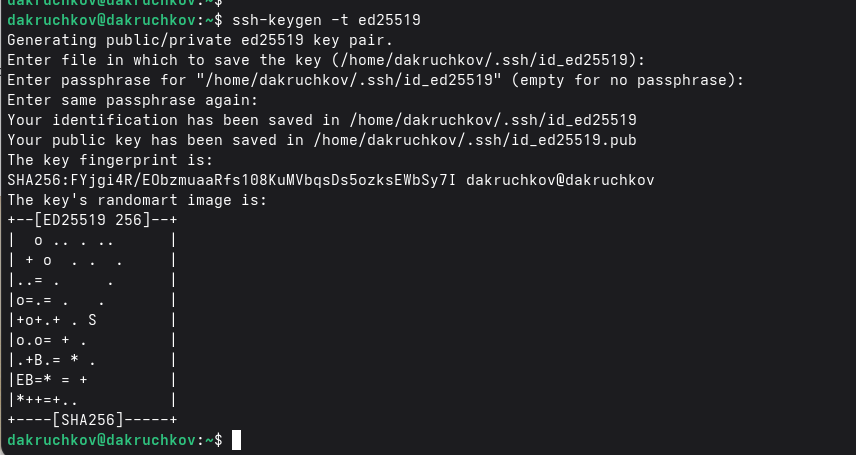 dakruchkov@dakruchkov:~$
dakruchkov@dakruchkov:~$ ssh-keygen -t ed25519
Generating public/private ed25519 key pair.
Enter file in which to save the key (/home/dakruchkov/.ssh/id_ed25519):
Enter passphrase for "/home/dakruchkov/.ssh/id_ed25519" (empty for no passphrase):
Enter same passphrase again:
Your identification has been saved in /home/dakruchkov/.ssh/id_ed25519
Your public key has been saved in /home/dakruchkov/.ssh/id_ed25519.pub
The key fingerprint is:
SHA256:FYjgi4R/EObzmuaaRfs108KuMVbqsDs5ozksEWbSy7I dakruchkov@dakruchkov
The key's randomart image is:
+--[ED25519 256]--+
|  o .. . ..      |
| + o  . .  .     |
|..= .     .      |
|o=.= .   .       |
|+o+.+ . S        |
|o.o= + .         |
|.+B.= * .        |
|EB=* = +         |
|*++=+..          |
+----[SHA256]-----+
dakruchkov@dakruchkov:~$